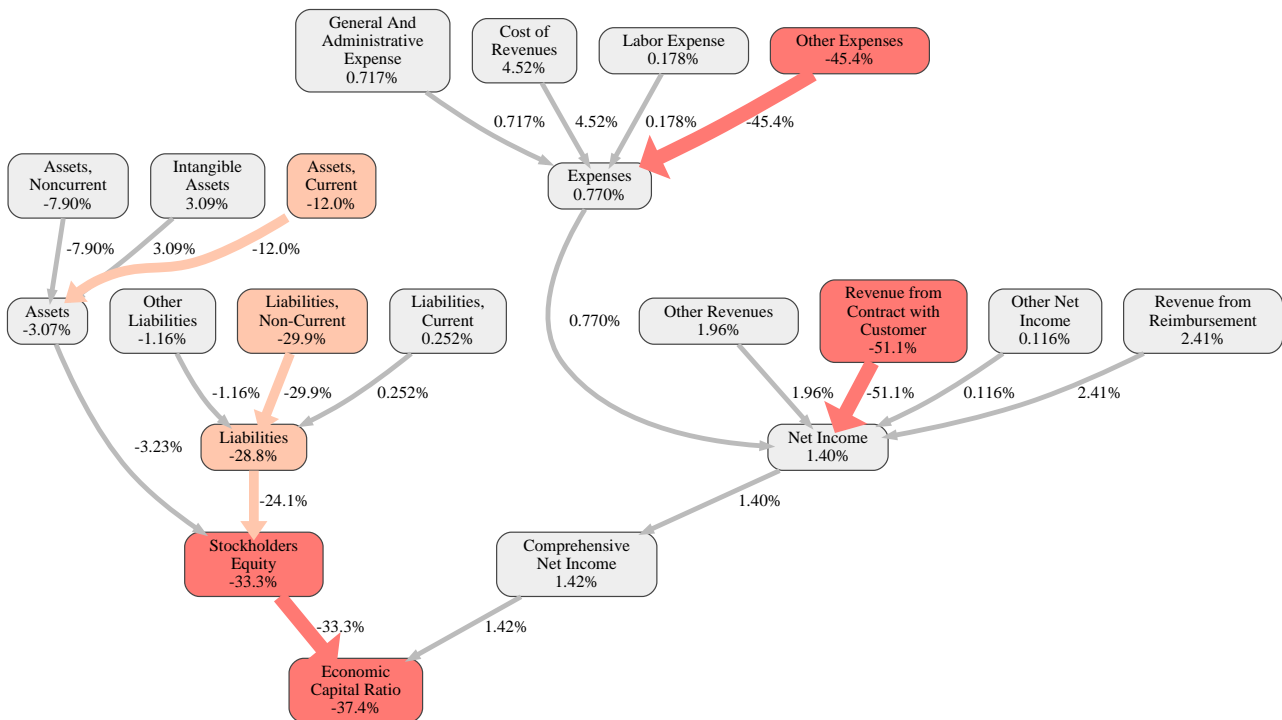 General And
Administrative
Expense
0.717%
Cost of
Revenues
4.52%
Labor Expense
0.178%
Other Expenses
-45.4%
0.717%
4.52%
0.178%
-45.4%
Assets,
Noncurrent
-7.90%
Intangible
Assets
3.09%
Assets,
Current
-12.0%
Expenses
0.770%
-7.90%
3.09%
-12.0%
Assets
-3.07%
Other
Liabilities
-1.16%
Liabilities,
Non-Current
-29.9%
Liabilities,
Current
0.252%
0.770%
Other Revenues
1.96%
Revenue from
Contract with
Customer
-51.1%
Other Net
Income
0.116%
Revenue from
Reimbursement
2.41%
-1.16%
-29.9%
0.252%
1.96%
-51.1%
0.116%
2.41%
-3.23%
Liabilities
-28.8%
Net Income
1.40%
-24.1%
1.40%
Stockholders
Equity
-33.3%
Comprehensive
Net Income
1.42%
-33.3%
1.42%
Economic
Capital Ratio
-37.4%